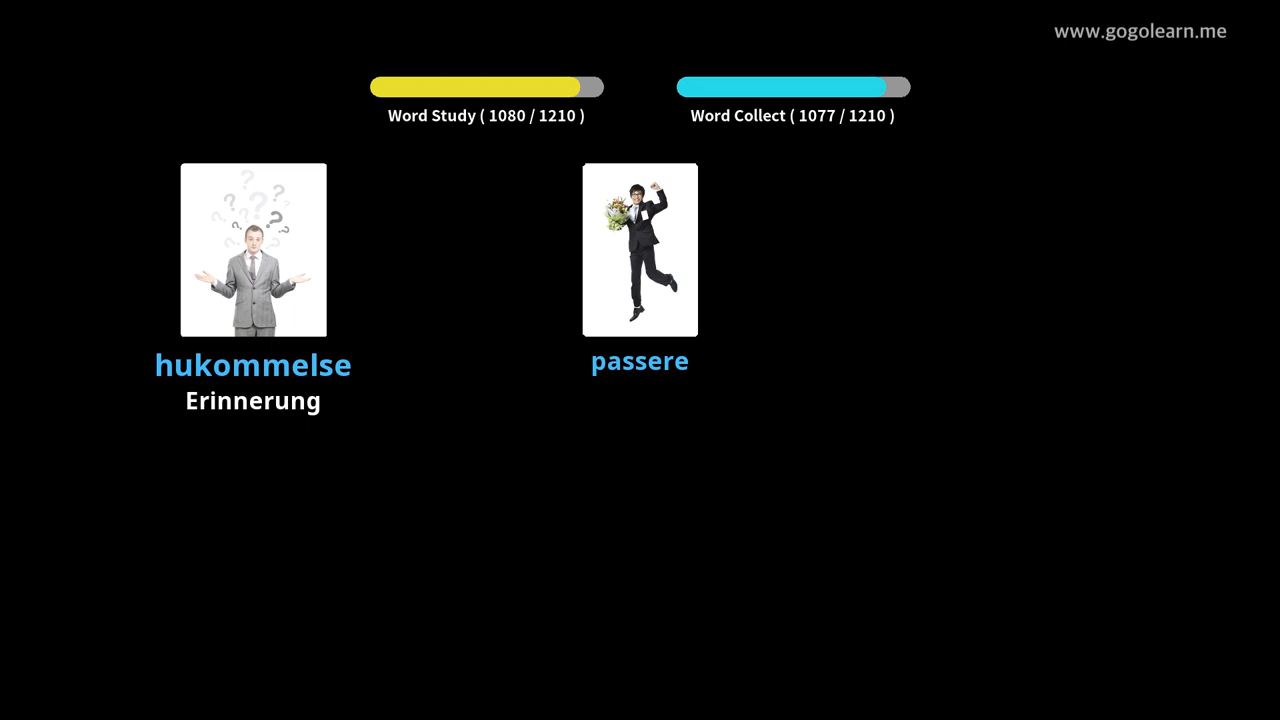 www.gogolearn.me
Word Study ( 1080 / 1210 )
Word Collect ( 1077 / 1210 )
hukommelse
Erinnerung
passere